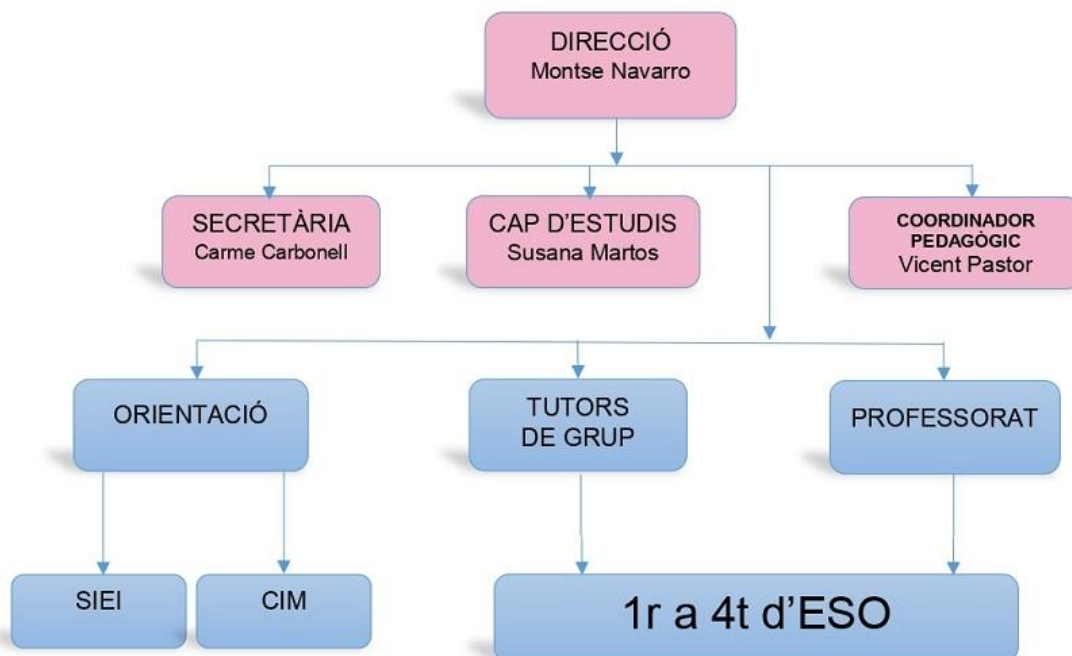 DIRECCIÓ
Montse Navarro
SECRETÀRIA
Carme Carbonell
CAP D'ESTUDIS
Susana Martos
COORDINADOR
PEDAGÒGIC
Vicent Pastor
ORIENTACIÓ
TUTORS
DE GRUP
PROFESSORAT
SIEI
CIM
1r a 4t d'ESO